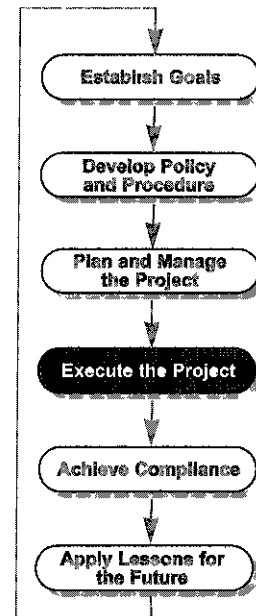 Establish Goals
Develop Policy
and Procedure
Plan and Manage
the Project
Execute the Project
Achieve Compliance
Apply Lessons for
the Future